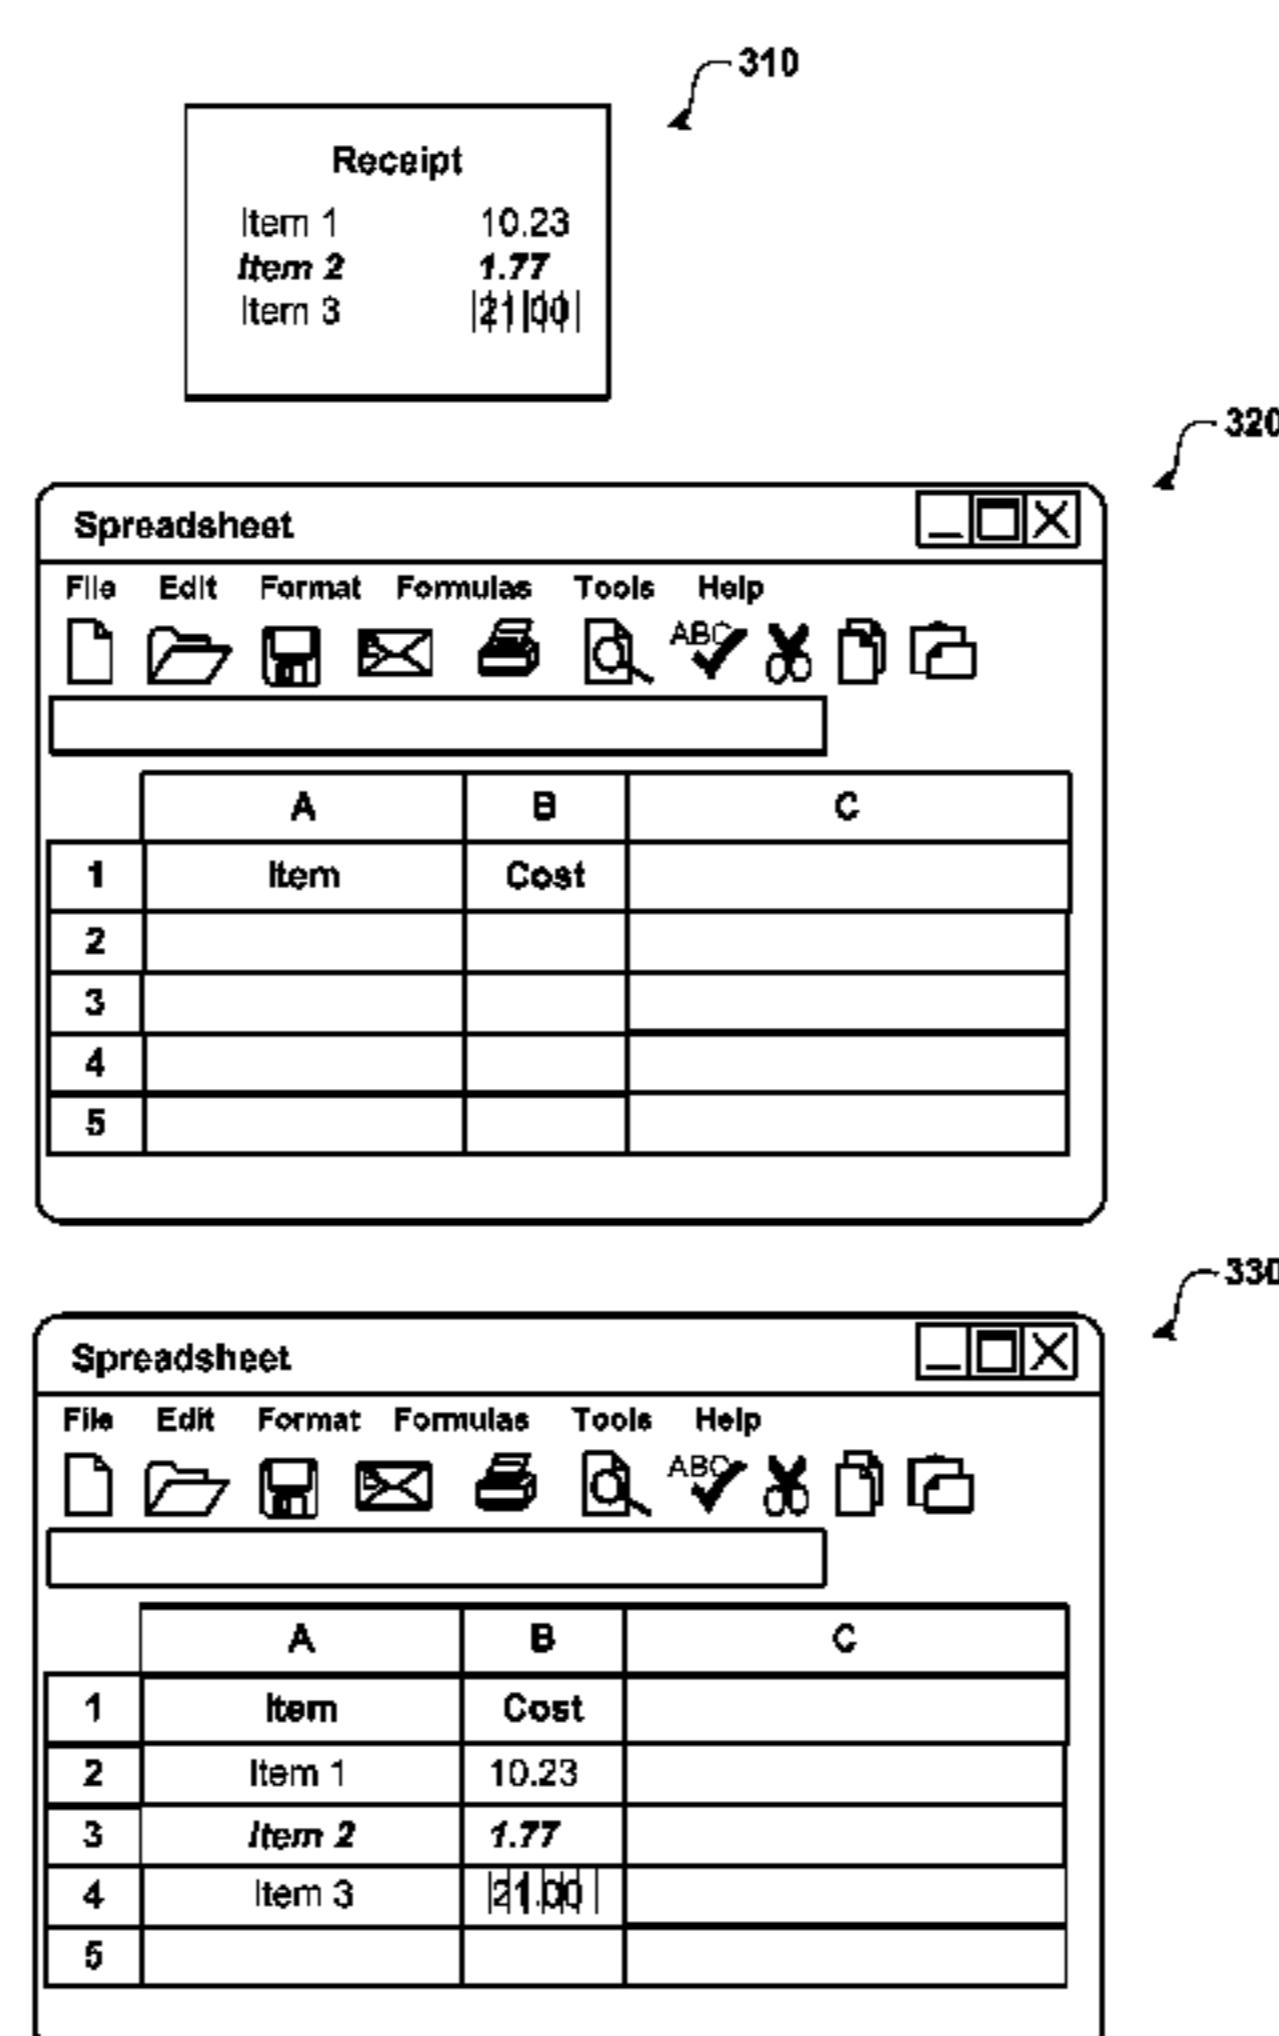 310
Receipt
Item 1 10.23
Item 2 1.77
Item 3 21.00
320
Spreadsheet
File Edit Format Formulas Tools Help
ABC
A B C
1 Item Cost
2
3
4
5
330
Spreadsheet
File Edit Format Formulas Tools Help
ABC
A B C
1 Item Cost
2 Item 1 10.23
3 Item 2 1.77
4 Item 3 21.00
5